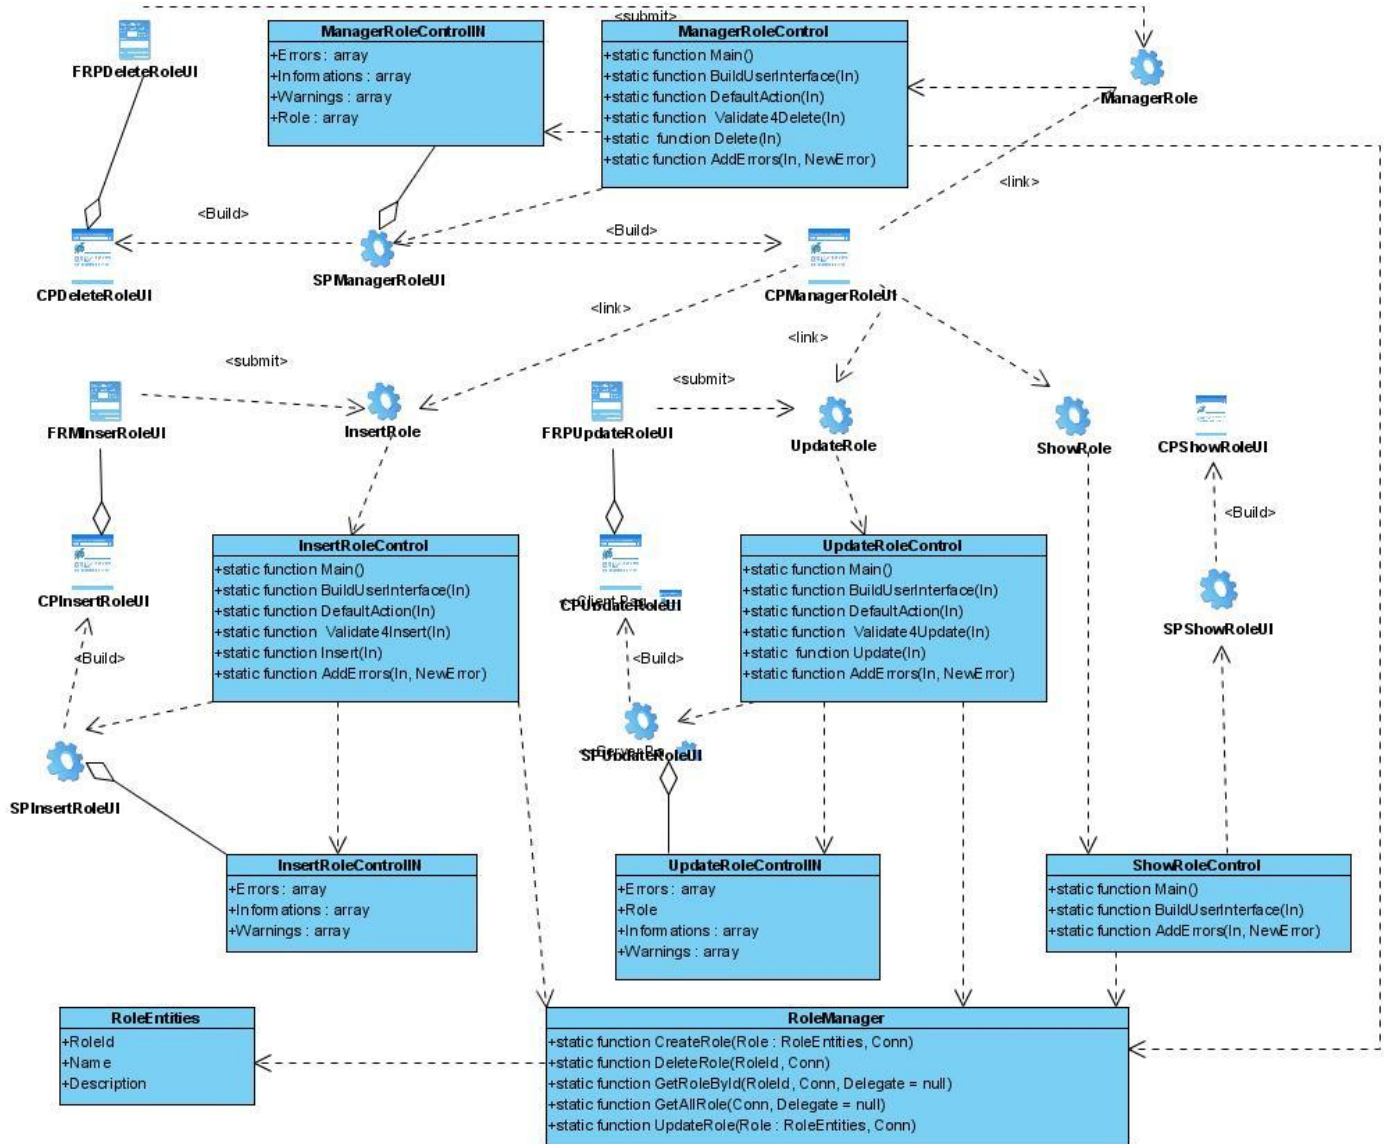 <submit>
FRPDeleteRoleUI
ManagerRoleControlIN
+Errors : array
+Informations : array
+Warnings : array
+Role : array
ManagerRoleControl
+static function Main()
+static function BuildUserInterface(In)
+static function DefaultAction(In)
+static function Validate4Delete(In)
+static function Delete(In)
+static function AddErrors(In, NewError)
ManagerRole
<link>
<Build>
<Build>
CPDeleteRoleUI
SPManagerRoleUI
CPManagerRoleUI
<link>
<link>
<submit>
<submit>
FRMInserRoleUI
InsertRole
FRPUpdateRoleUI
UpdateRole
ShowRole
CPShowRoleUI
<Build>
InsertRoleControl
+static function Main()
+static function BuildUserInterface(In)
+static function DefaultAction(In)
+static function Validate4Insert(In)
+static function Insert(In)
+static function AddErrors(In, NewError)
UpdateRoleControl
+static function Main()
+static function BuildUserInterface(In)
+static function DefaultAction(In)
+static function Validate4Update(In)
+static function Update(In)
+static function AddErrors(In, NewError)
CPInsertRoleUI
CPUpdateRoleUI
SPShowRoleUI
<Build>
<Build>
SPUpdateRoleUI
SPInsertRoleUI
InsertRoleControlIN
+Errors : array
+Informations : array
+Warnings : array
UpdateRoleControlIN
+Errors : array
+Role
+Informations : array
+Warnings : array
ShowRoleControl
+static function Main()
+static function BuildUserInterface(In)
+static function AddErrors(In, NewError)
RoleEntities
+RoleId
+Name
+Description
RoleManager
+static function CreateRole(Role : RoleEntities, Conn)
+static function DeleteRole(RoleId, Conn)
+static function GetRoleById(RoleId, Conn, Delegate = null)
+static function GetAllRole(Conn, Delegate = null)
+static function UpdateRole(Role : RoleEntities, Conn)